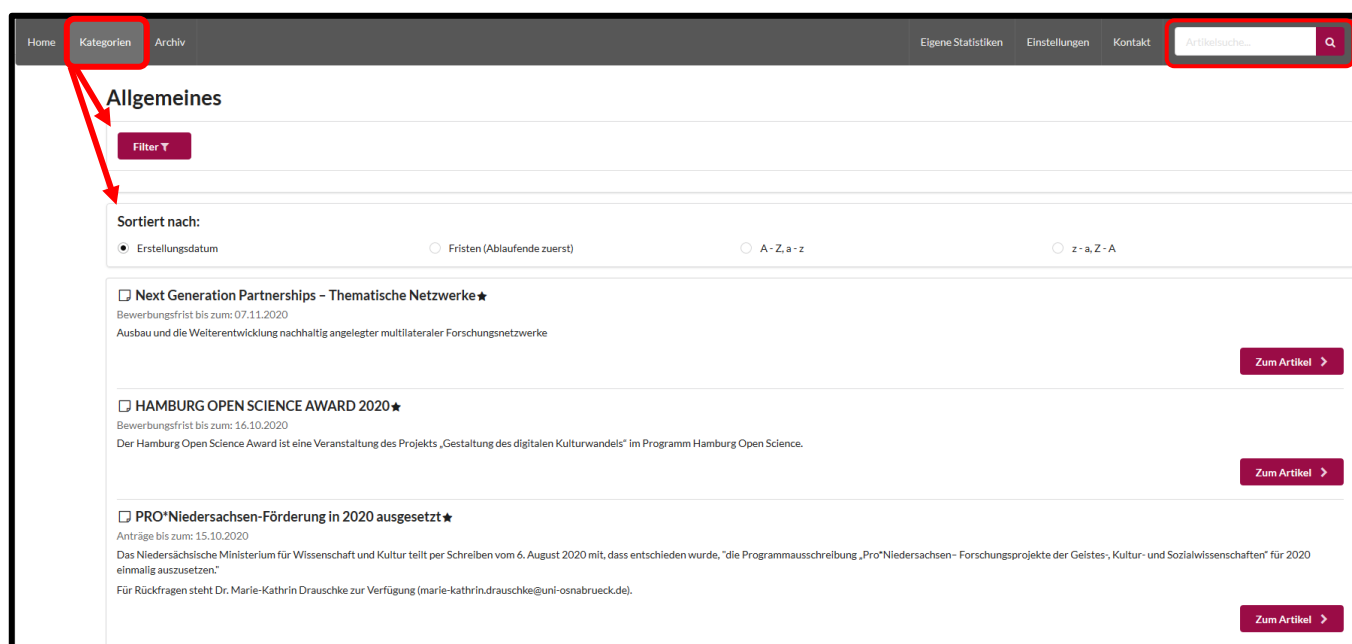 Home Kategorien Archiv Eigene Statistiken Einstellungen Kontakt Artikelsuche...
Allgemeines
Filter
Sortiert nach:
Erstellungsdatum Fristen (Ablaufende zuerst) A - Z, a - z z - a, Z - A
Next Generation Partnerships – Thematische Netzwerke
Bewerbungsfrist bis zum: 07.11.2020
Ausbau und die Weiterentwicklung nachhaltig angelegter multilateraler Forschungsnetzwerke
Zum Artikel
HAMBURG OPEN SCIENCE AWARD 2020
Bewerbungsfrist bis zum: 16.10.2020
Der Hamburg Open Science Award ist eine Veranstaltung des Projekts „Gestaltung des digitalen Kulturwandels“ im Programm Hamburg Open Science.
Zum Artikel
PRO*Niedersachsen-Förderung in 2020 ausgesetzt
Anträge bis zum: 15.10.2020
Das Niedersächsische Ministerium für Wissenschaft und Kultur teilt per Schreiben vom 6. August 2020 mit, dass entschieden wurde, "die Programmausschreibung „Pro*Niedersachsen– Forschungsprojekte der Geistes-, Kultur- und Sozialwissenschaften“ für 2020
einmalig auszusetzen."
Für Rückfragen steht Dr. Marie-Kathrin Drauschke zur Verfügung (marie-kathrin.drauschke@uni-osnabrueck.de).
Zum Artikel